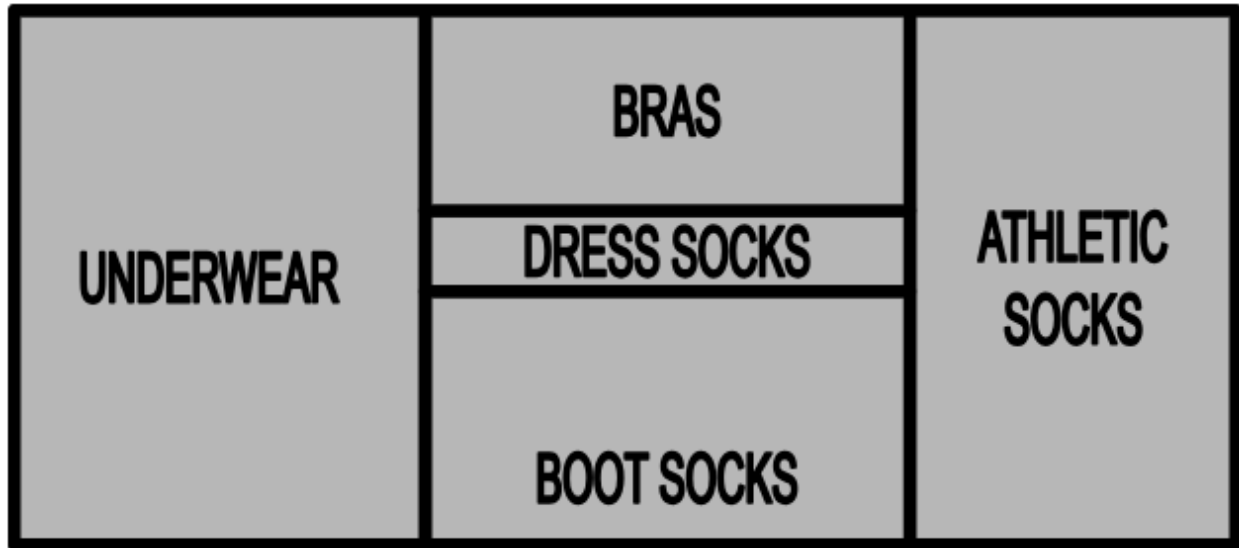 UNDERWEAR
BRAS
DRESS SOCKS
BOOT SOCKS
ATHLETIC
SOCKS